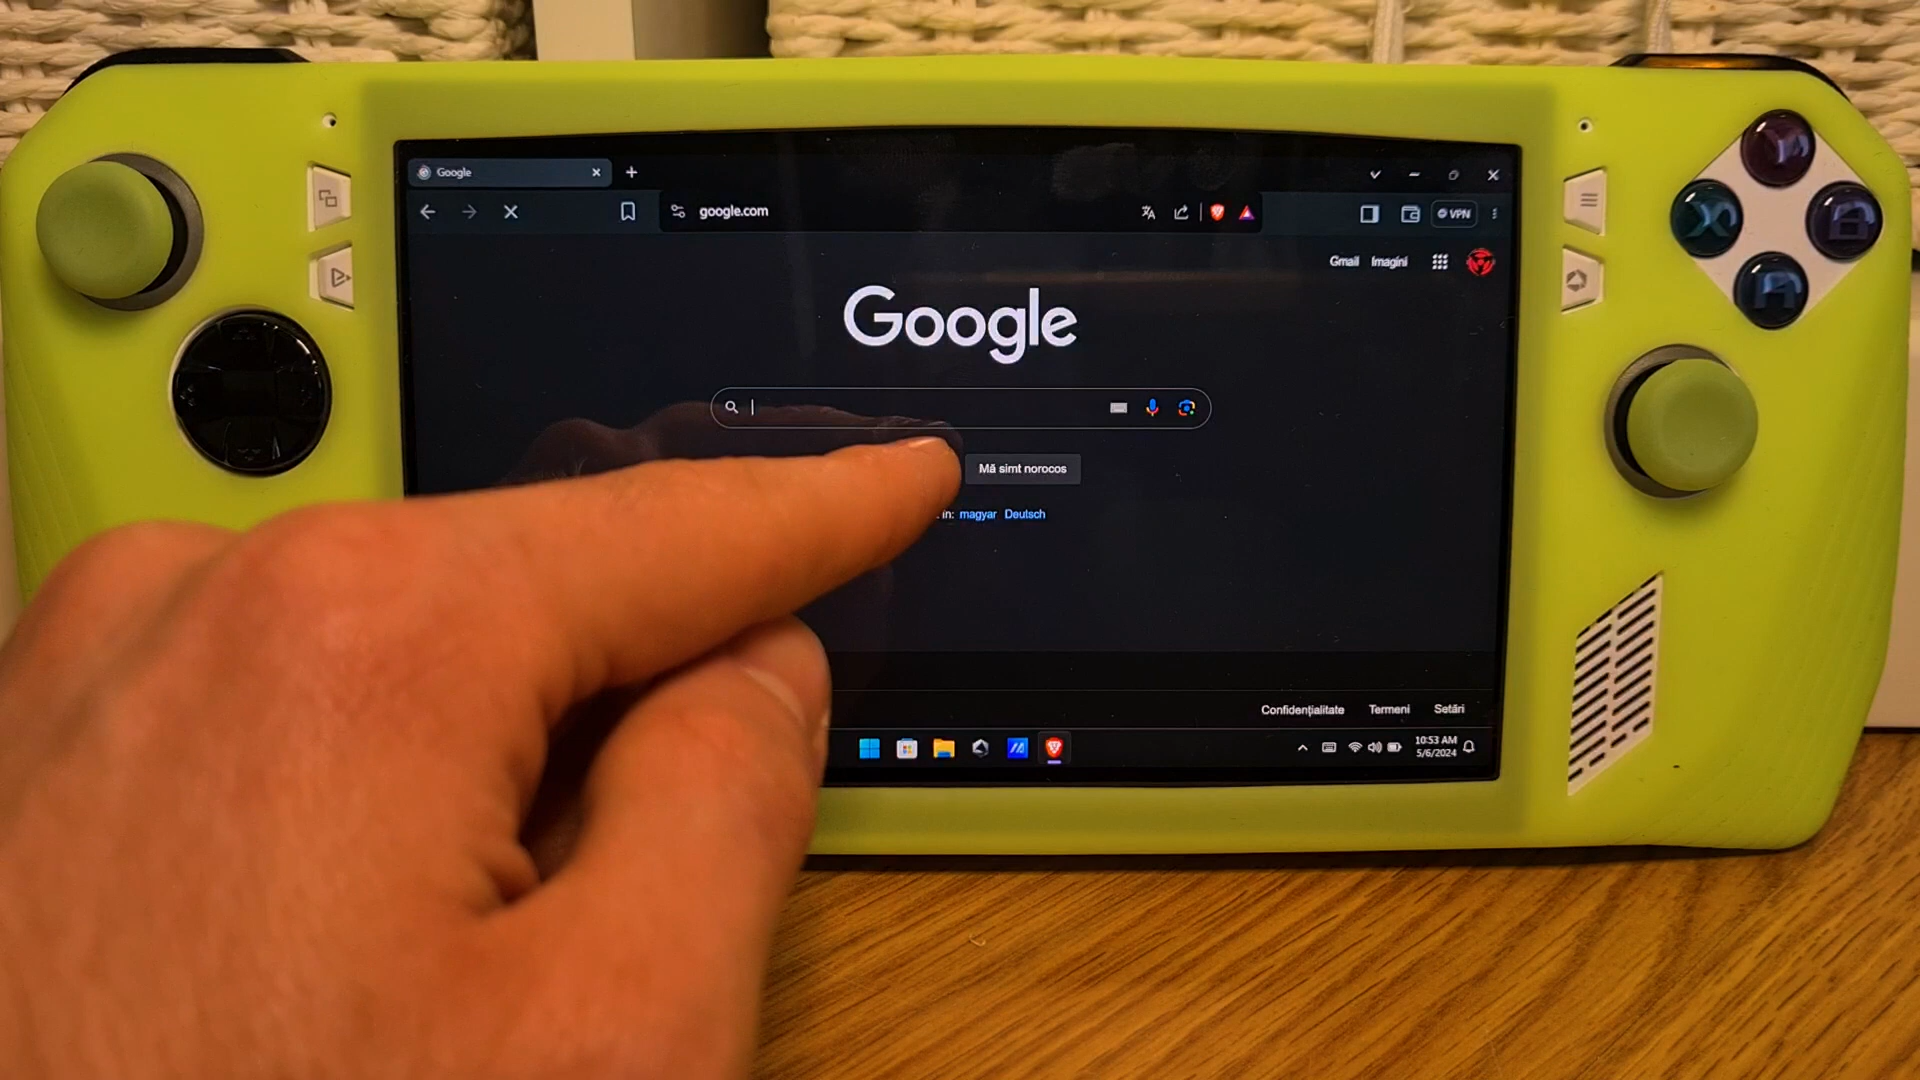 Google
google.com
VPN
Gmail Imagini
Google
Mă simt norocos
în: magyar Deutsch
Confidențialitate Termeni Setări
10:53 AM
5/6/2024
Y
X B
A